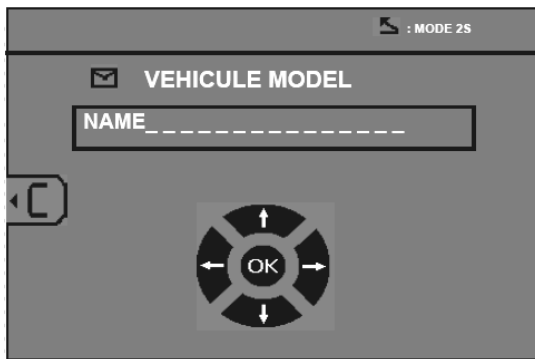 : MODE 2S
VEHICULE MODEL
NAME_ _ _ _ _ _ _ _ _ _ _ _ _ _ _
C
OK